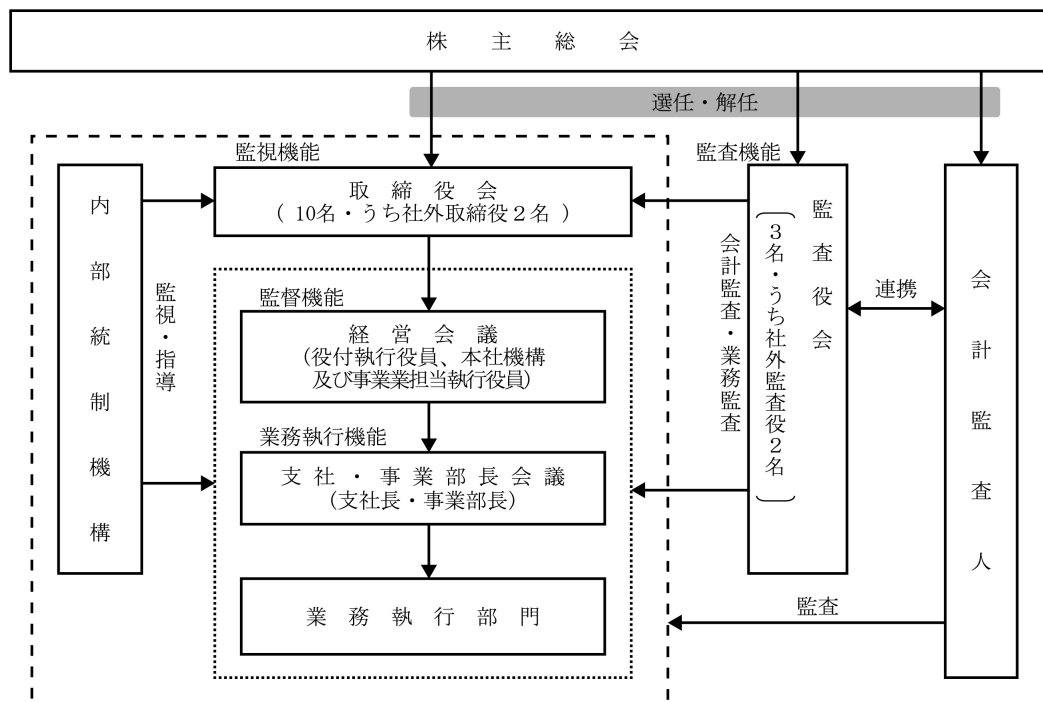 株主総会
選任・解任
監視機能
監査機能
取締役会
( 10名・うち社外取締役2名 )
内部統制機構
監視・指導
監督機能
経営会議
(役付執行役員、本社機構
及び事業業担当執行役員)
業務執行機能
支社・事業部長会議
(支社長・事業部長)
業務執行部門
会計監査・業務監査
監査役会
(3名・うち社外監査役2名)
連携
会計監査人
監査